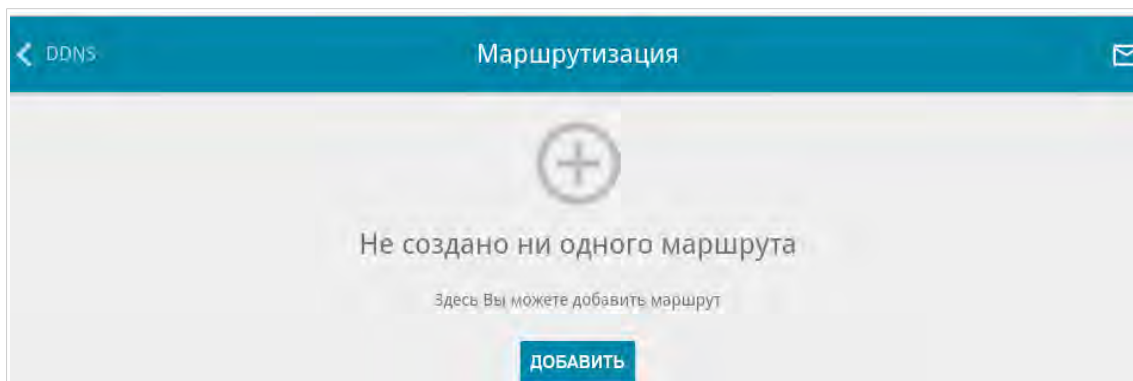 DDNS
Маршрутизация
Не создано ни одного маршрута
Здесь Вы можете добавить маршрут
ДОБАВИТЬ